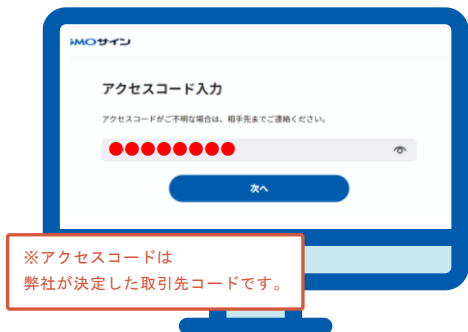 GMOサイン
アクセスコード入力
アクセスコードがご不明な場合は、相手先までご連絡ください。
次へ
※アクセスコードは
弊社が決定した取引先コードです。